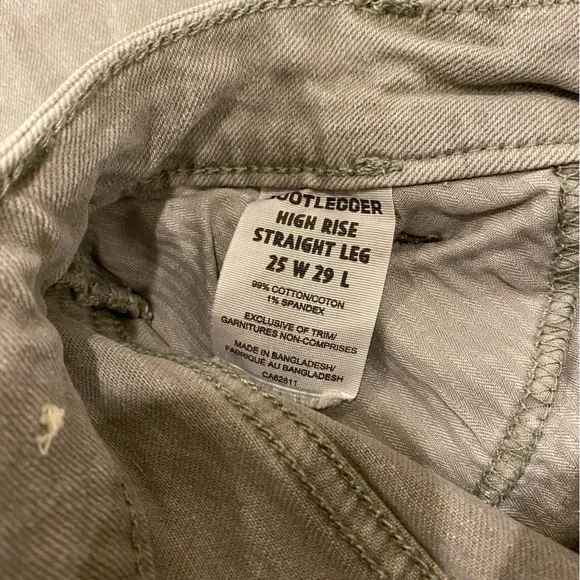 BOOTLEGGER
HIGH RISE
STRAIGHT LEG
25 W 29 L
99% COTTON/COTON
1% SPANDEX
EXCLUSIVE OF TRIM/
GARNITURES NON-COMPRISES
MADE IN BANGLADESH/
FABRIQUÉ AU BANGLADESH
CA62811